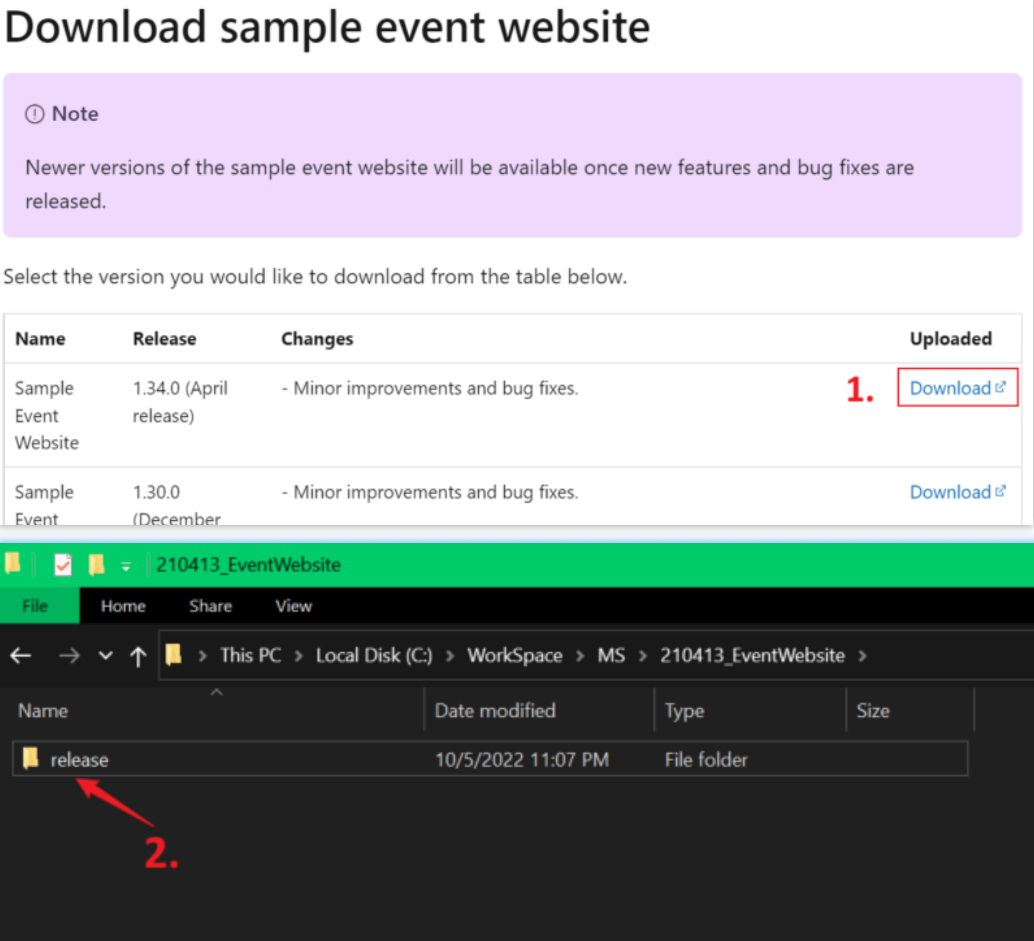 Download sample event website
Note
Newer versions of the sample event website will be available once new features and bug fixes are
released.
Select the version you would like to download from the table below.
Name Release Changes Uploaded
Sample 1.34.0 (April - Minor improvements and bug fixes. 1. Download
Event release)
Website
Sample 1.30.0 - Minor improvements and bug fixes. Download
Event (December
210413_EventWebsite
File Home Share View
This PC > Local Disk (C:) > WorkSpace > MS > 210413_EventWebsite >
Name Date modified Type Size
release 10/5/2022 11:07 PM File folder
2.